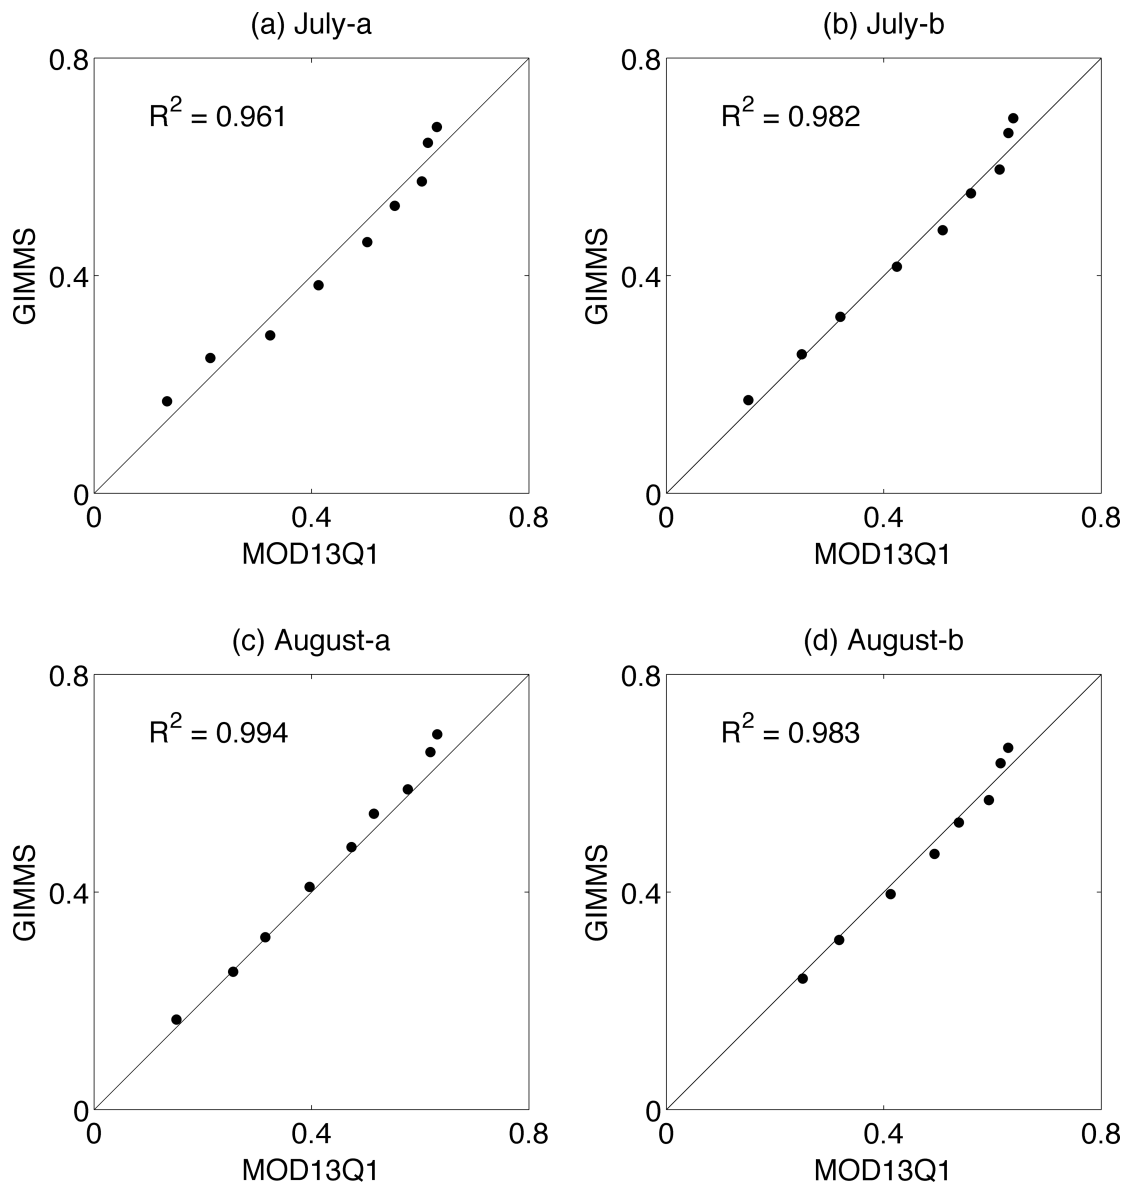 (a) July-a
R² = 0.961
GIMMS
0.8
0.4
0
0
0.4
0.8
MOD13Q1
(b) July-b
R² = 0.982
GIMMS
0.8
0.4
0
0
0.4
0.8
MOD13Q1
(c) August-a
R² = 0.994
GIMMS
0.8
0.4
0
0
0.4
0.8
MOD13Q1
(d) August-b
R² = 0.983
GIMMS
0.8
0.4
0
0
0.4
0.8
MOD13Q1